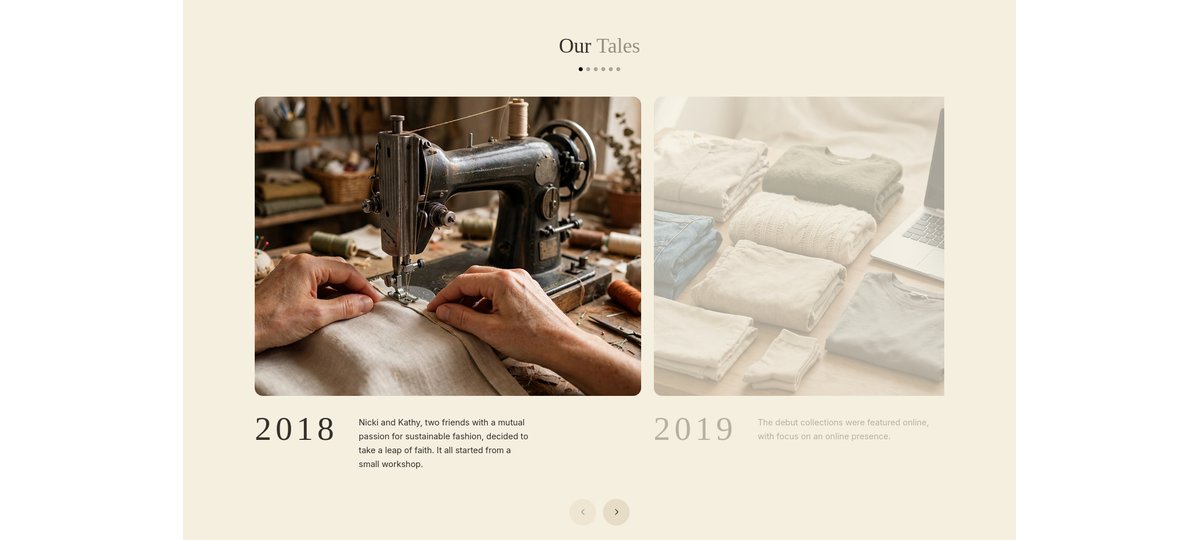 Our Tales
2018
Nicki and Kathy, two friends with a mutual
passion for sustainable fashion, decided to
take a leap of faith. It all started from a
small workshop.
2019
The debut collections were featured online,
with focus on an online presence.